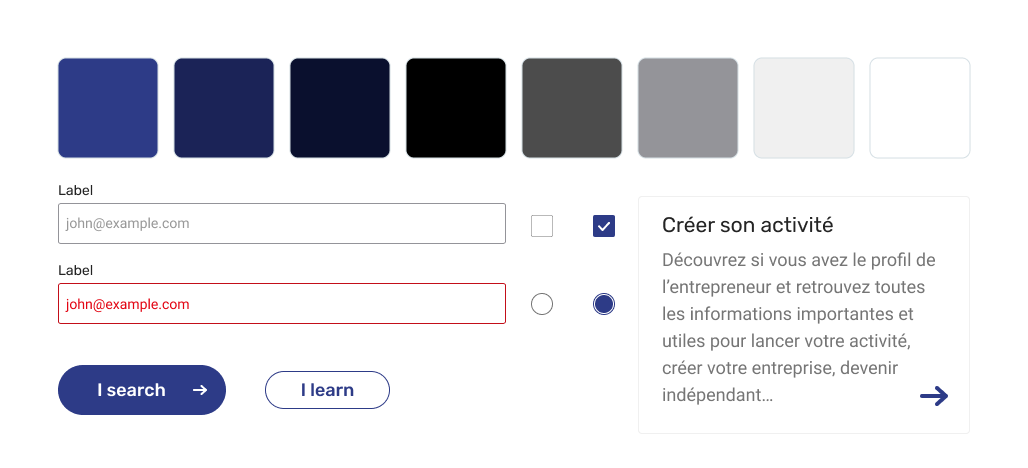 Label
john@example.com
Label
john@example.com
I search
I learn
Créer son activité
Découvrez si vous avez le profil de
l’entrepreneur et retrouvez toutes
les informations importantes et
utiles pour lancer votre activité,
créer votre entreprise, devenir
indépendant…